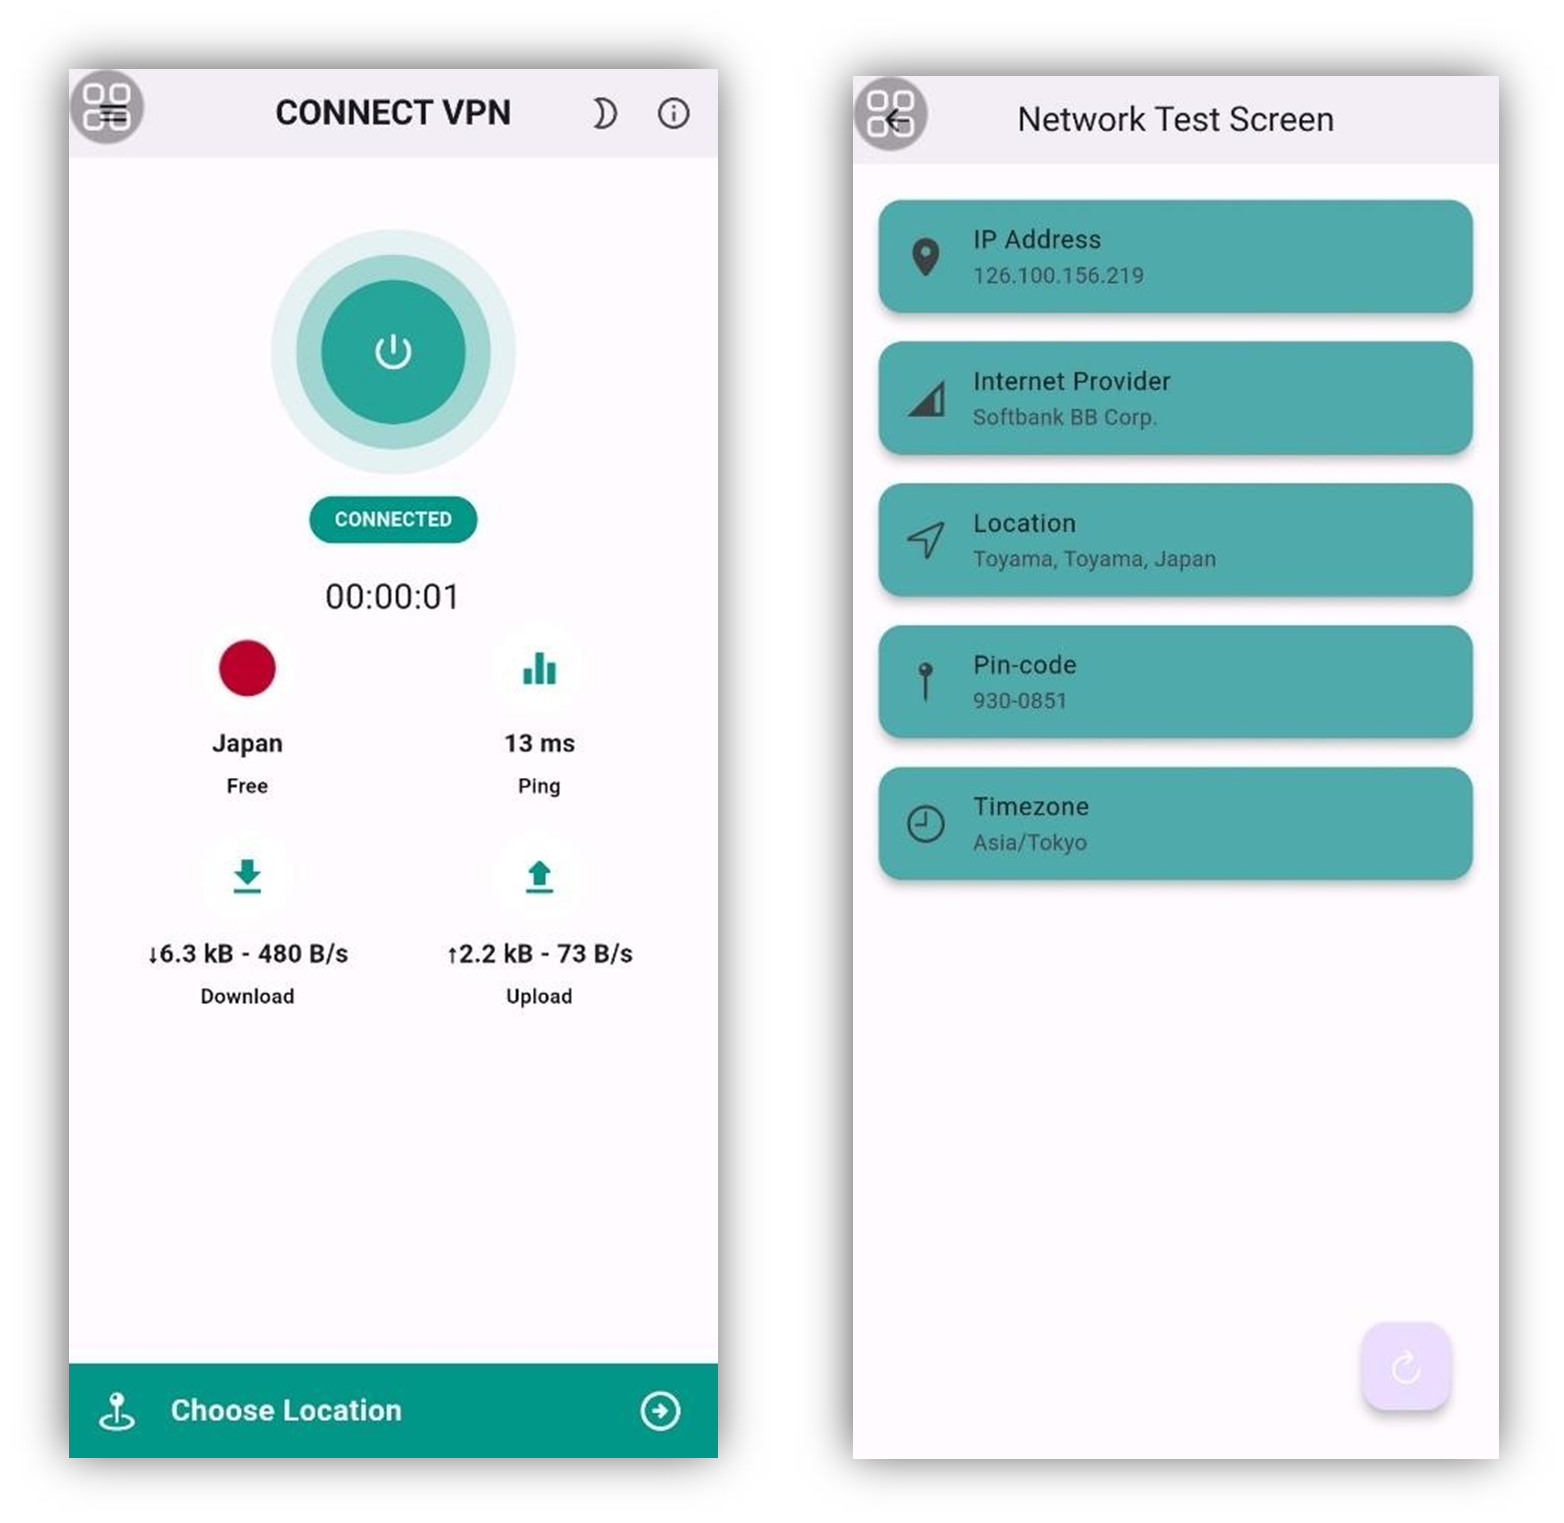 CONNECT VPN
CONNECTED
00:00:01
Japan
Free
13 ms
Ping
↓6.3 kB - 480 B/s
Download
↑2.2 kB - 73 B/s
Upload
Choose Location
Network Test Screen
IP Address
126.100.156.219
Internet Provider
Softbank BB Corp.
Location
Toyama, Toyama, Japan
Pin-code
930-0851
Timezone
Asia/Tokyo